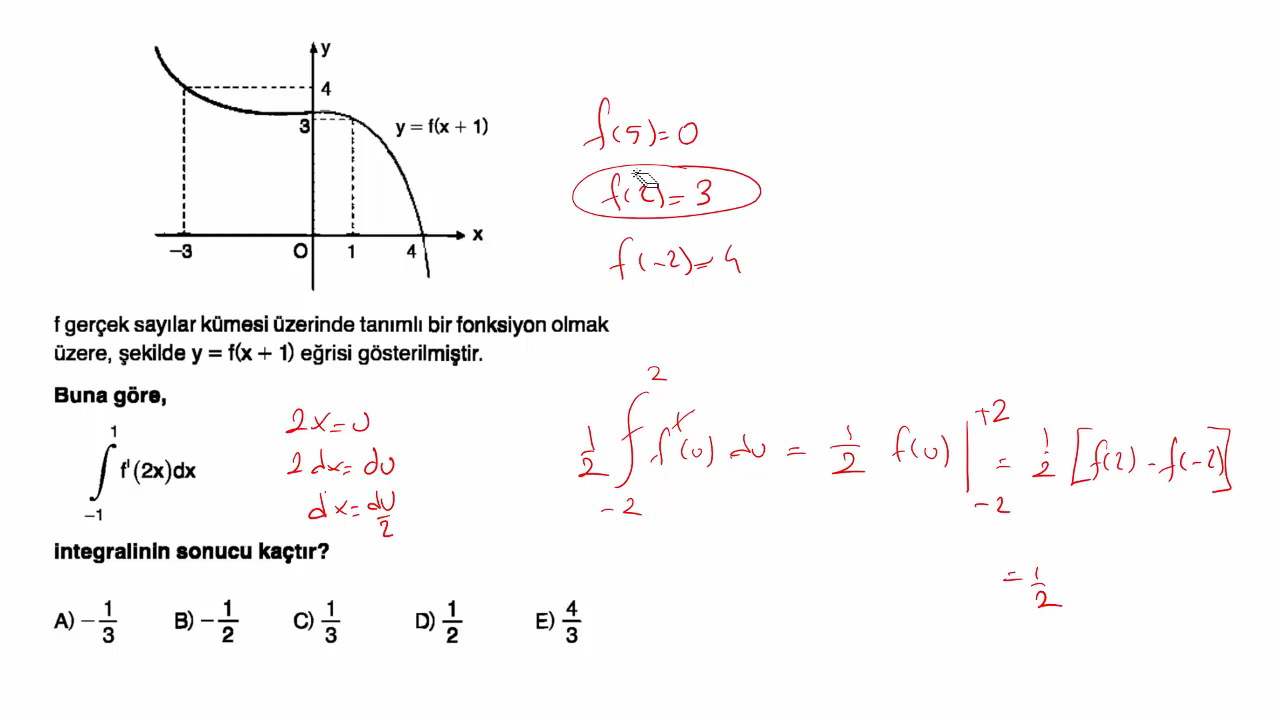 y
4
3
y = f(x + 1)
x
−3
O
1
4
f(5)=0
f(2)=3
f(-2)=4
f gerçek sayılar kümesi üzerinde tanımlı bir fonksiyon olmak
üzere, şekilde y = f(x + 1) eğrisi gösterilmiştir.
Buna göre,
∫_{−1}^{1} f'(2x)dx
2x=u
2dx=du
dx=du/2
1/2 ∫_{-2}^{2} f'(u) du = 1/2 f(u) |_{-2}^{+2} = 1/2 [f(2) - f(-2)]
= 1/2
integralinin sonucu kaçtır?
A) −1/3 B) −1/2 C) 1/3 D) 1/2 E) 4/3